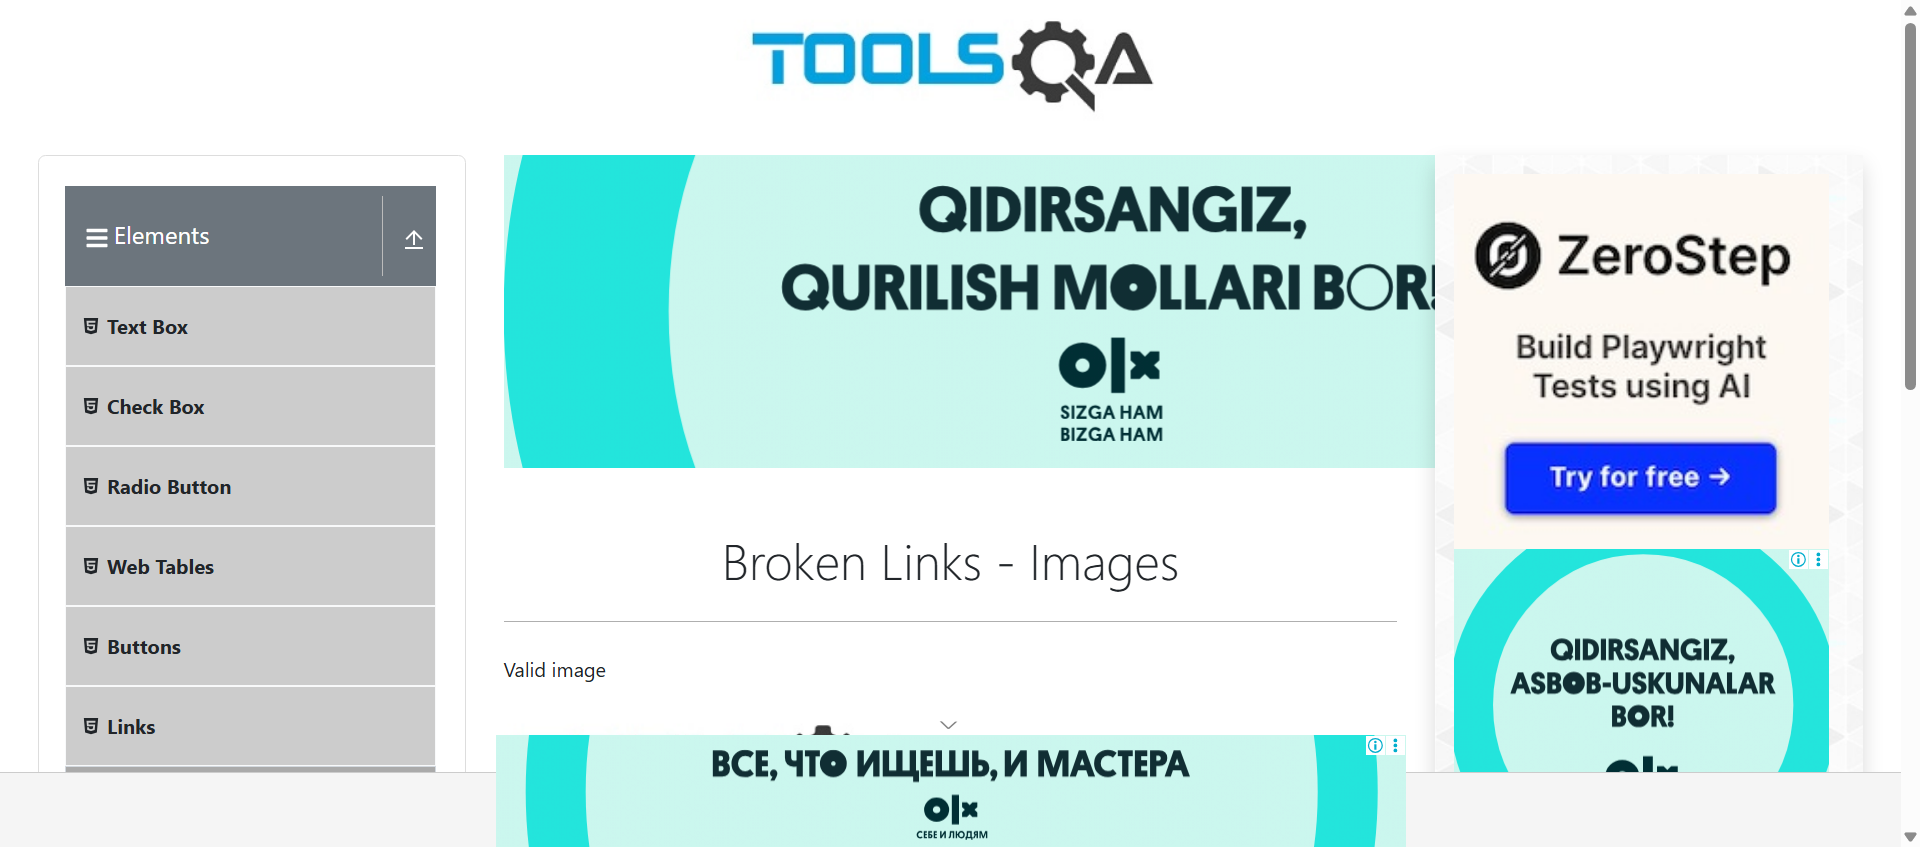 TOOLSQA
Elements
Text Box
Check Box
Radio Button
Web Tables
Buttons
Links
QIDIRSANGIZ,
QURILISH MOLLARI BOR!
olx
SIZGA HAM
BIZGA HAM
Broken Links - Images
Valid image
ВСЕ, ЧТО ИЩЕШЬ, И МАСТЕРА
olx
СЕБЕ И ЛЮДЯМ
ZeroStep
Build Playwright
Tests using AI
Try for free →
QIDIRSANGIZ,
ASBOB-USKUNALAR
BOR!
olx